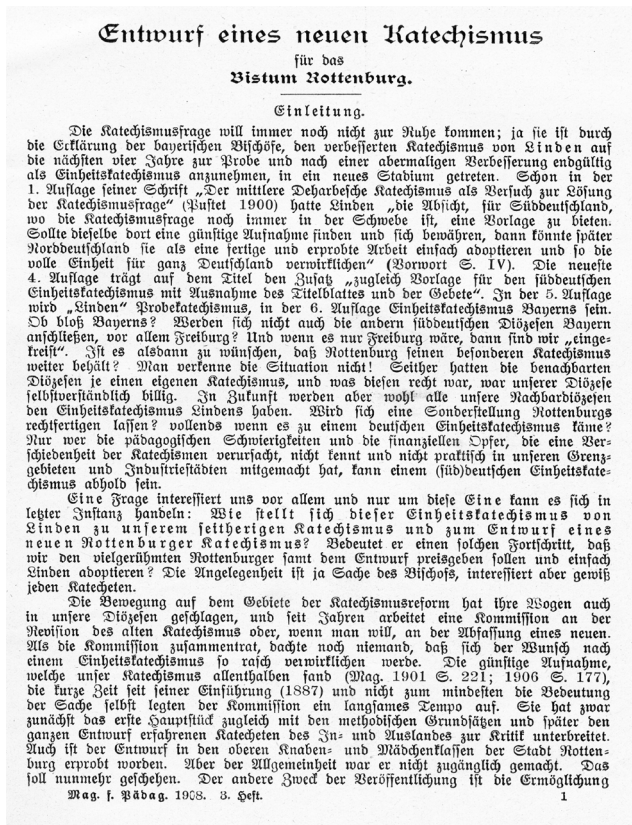 Entwurf eines neuen Katechismus
für das
Bistum Rottenburg.
Einleitung.
Die Katechismusfrage will immer noch nicht zur Ruhe kommen; ja sie ist durch
die Erklärung der bayerischen Bischöfe, den verbesserten Katechismus von Linden auf
die nächsten vier Jahre zur Probe und nach einer abermaligen Verbesserung endgültig
als Einheitskatechismus anzunehmen, in ein neues Stadium getreten. Schon in der
1. Auflage seiner Schrift „Der mittlere Deharbesche Katechismus als Versuch zur Lösung
der Katechismusfrage“ (Pustet 1900) hatte Linden „die Absicht, für Süddeutschland,
wo die Katechismusfrage noch immer in der Schwebe ist, eine Vorlage zu bieten.
Sollte dieselbe dort eine günstige Aufnahme finden und sich bewähren, dann könnte später
Norddeutschland sie als eine fertige und erprobte Arbeit einfach adoptieren und so die
volle Einheit für ganz Deutschland verwirklichen“ (Vorwort S. IV). Die neueste
4. Auflage trägt auf dem Titel den Zusatz „zugleich Vorlage für den süddeutschen
Einheitskatechismus mit Ausnahme des Titelblattes und der Gebete“. In der 5. Auflage
wird „Linden“ Probekatechismus, in der 6. Auflage Einheitskatechismus Bayerns sein.
Ob bloß Bayerns? Werden sich nicht auch die andern süddeutschen Diözesen Bayern
anschließen, vor allem Freiburg? Und wenn es nur Freiburg wäre, dann sind wir „einge-
kreist“. Ist es alsdann zu wünschen, daß Rottenburg seinen besonderen Katechismus
weiter behält? Man verkenne die Situation nicht! Seither hatten die benachbarten
Diözesen je einen eigenen Katechismus, und was diesen recht war, war unserer Diözese
selbstverständlich billig. In Zukunft werden aber wohl alle unsere Nachbardiözesen
den Einheitskatechismus Lindens haben. Wird sich eine Sonderstellung Rottenburgs
rechtfertigen lassen? vollends wenn es zu einem deutschen Einheitskatechismus käme?
Nur wer die pädagogischen Schwierigkeiten und die finanziellen Opfer, die eine Ver-
schiedenheit der Katechismen verursacht, nicht kennt und nicht praktisch in unseren Grenz-
gebieten und Industriestädten mitgemacht hat, kann einem (süd)deutschen Einheitskate-
chismus abhold sein.
Eine Frage interessiert uns vor allem und nur um diese Eine kann es sich in
letzter Instanz handeln: Wie stellt sich dieser Einheitskatechismus von
Linden zu unserem seitherigen Katechismus und zum Entwurf eines
neuen Rottenburger Katechismus? Bedeutet er einen solchen Fortschritt, daß
wir den vielgerühmten Rottenburger samt dem Entwurf preisgeben sollen und einfach
Linden adoptieren? Die Angelegenheit ist ja Sache des Bischofs, interessiert aber gewiß
jeden Katecheten.
Die Bewegung auf dem Gebiete der Katechismusreform hat ihre Wogen auch
in unsere Diözesen geschlagen, und seit Jahren arbeitet eine Kommission an der
Revision des alten Katechismus oder, wenn man will, an der Abfassung eines neuen.
Als die Kommission zusammentrat, dachte noch niemand, daß sich der Wunsch nach
einem Einheitskatechismus so rasch verwirklichen werde. Die günstige Aufnahme,
welche unser Katechismus allenthalben fand (Mag. 1901 S. 221; 1906 S. 177),
die kurze Zeit seit seiner Einführung (1887) und nicht zum mindesten die Bedeutung
der Sache selbst legten der Kommission ein langsames Tempo auf. Sie hat zwar
zunächst das erste Hauptstück zugleich mit den methodischen Grundsätzen und später den
ganzen Entwurf erfahrenen Katecheten des In- und Auslandes zur Kritik unterbreitet.
Auch ist der Entwurf in den oberen Knaben- und Mädchenklassen der Stadt Rotten-
burg erprobt worden. Aber der Allgemeinheit war er nicht zugänglich gemacht. Das
soll nunmehr geschehen. Der andere Zweck der Veröffentlichung ist die Ermöglichung
Mag. f. Pädag. 1908. 3. Heft. 1